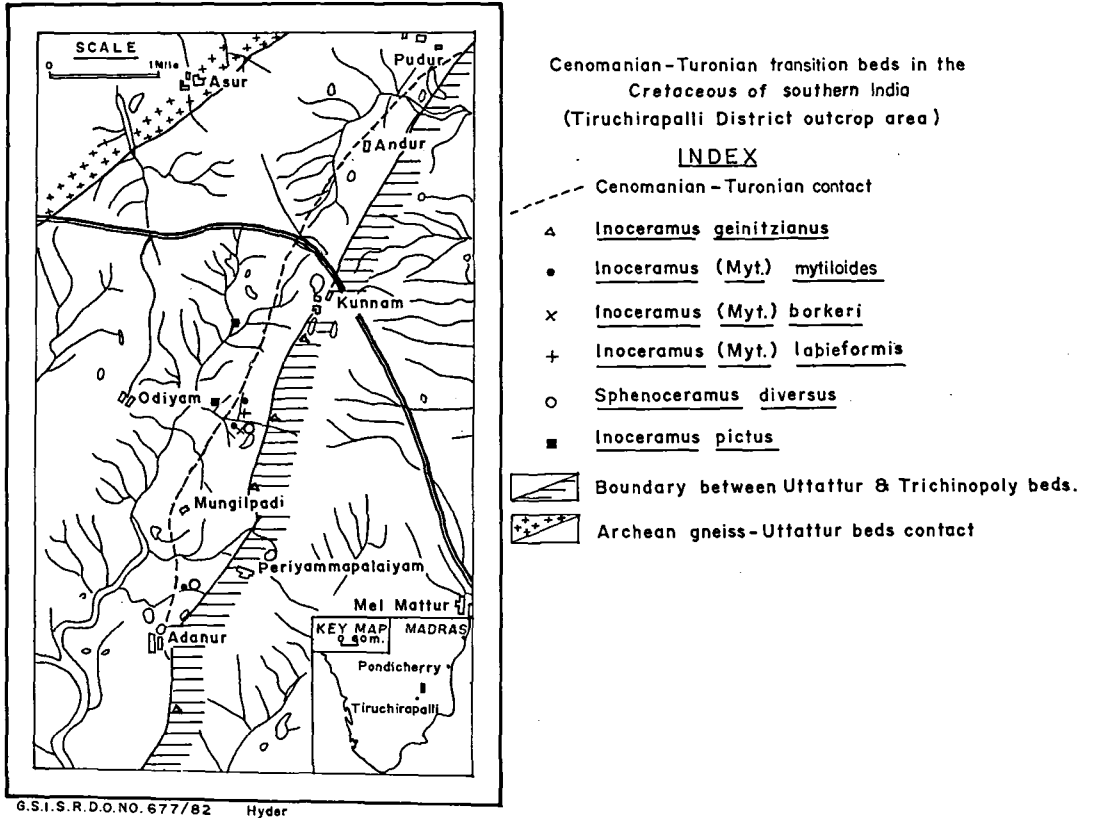 SCALE
0 1 Mile
Asur
Pudur
Andur
Kunnam
Odiyam
Mungilpadi
Periyammapalaiyam
Mel Mattur
Adanur
KEY MAP
MADRAS
Pondicherry
Tiruchirapalli
G.S.I.S.R.D.O.NO. 677/82 Hyder
Cenomanian-Turonian transition beds in the
Cretaceous of southern India
(Tiruchirapalli District outcrop area)
INDEX
Cenomanian-Turonian contact
Inoceramus geinitzianus
Inoceramus (Myt.) mytiloides
Inoceramus (Myt.) borkeri
Inoceramus (Myt.) labieformis
Sphenoceramus diversus
Inoceramus pictus
Boundary between Uttattur & Trichinopoly beds.
Archean gneiss-Uttattur beds contact